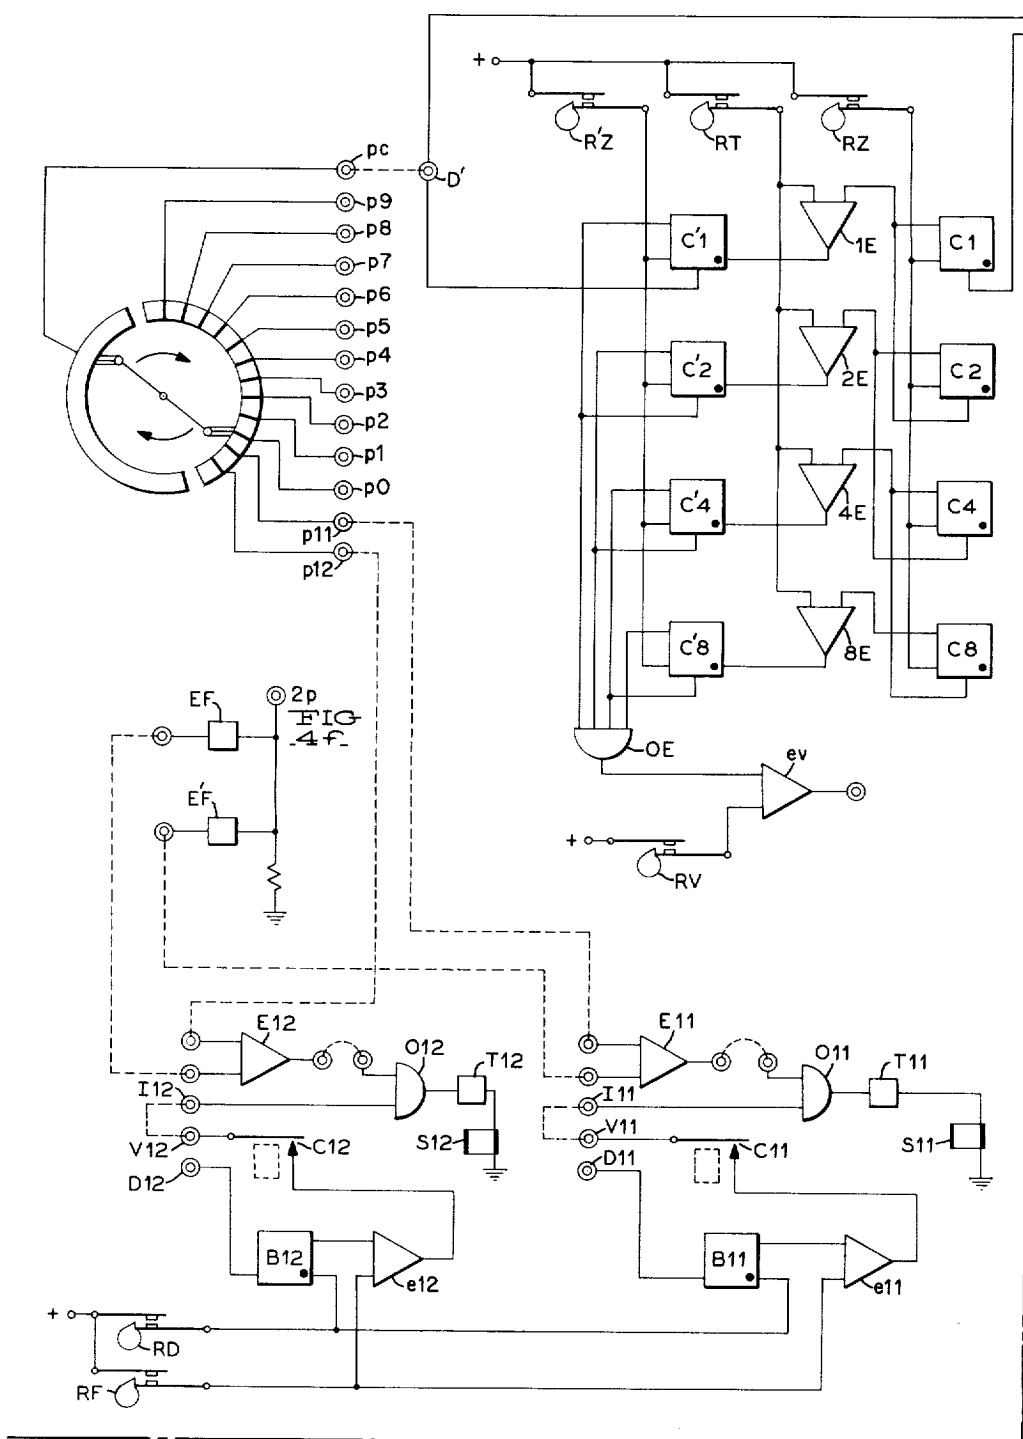 +
R'Z
RT
RZ
pc
D'
p9
p8
p7
p6
p5
p4
p3
p2
p1
p0
p11
p12
C'1
1E
C1
C'2
2E
C2
C'4
4E
C4
C'8
8E
C8
OE
ev
+
RV
EF
2p
FIG
4f.
E'F
E12
O12
T12
I12
V12
C12
S12
D12
B12
e12
E11
O11
T11
I11
V11
C11
S11
D11
B11
e11
+
RD
RF